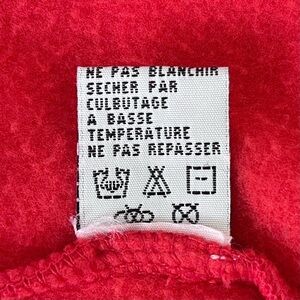 NE PAS BLANCHIR
SECHER PAR
CULBUTAGE
A BASSE
TEMPERATURE
NE PAS REPASSER